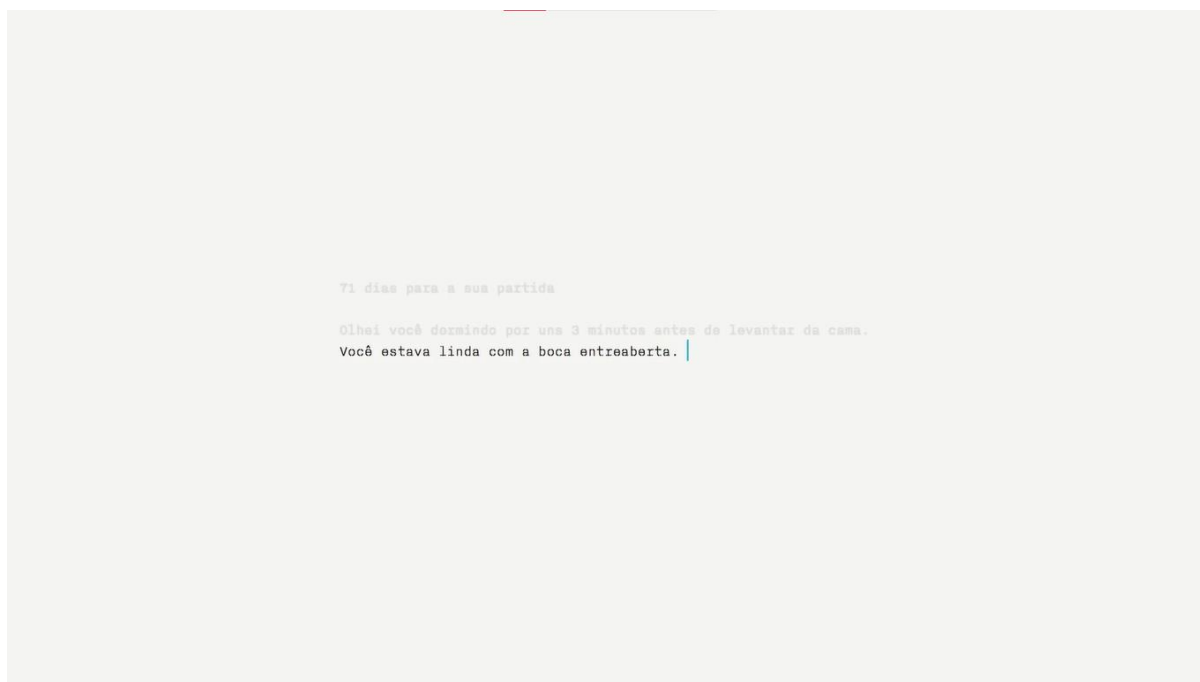 71 dias para a sua partida
Olhei você dormindo por uns 3 minutos antes de levantar da cama.
Você estava linda com a boca entreaberta.